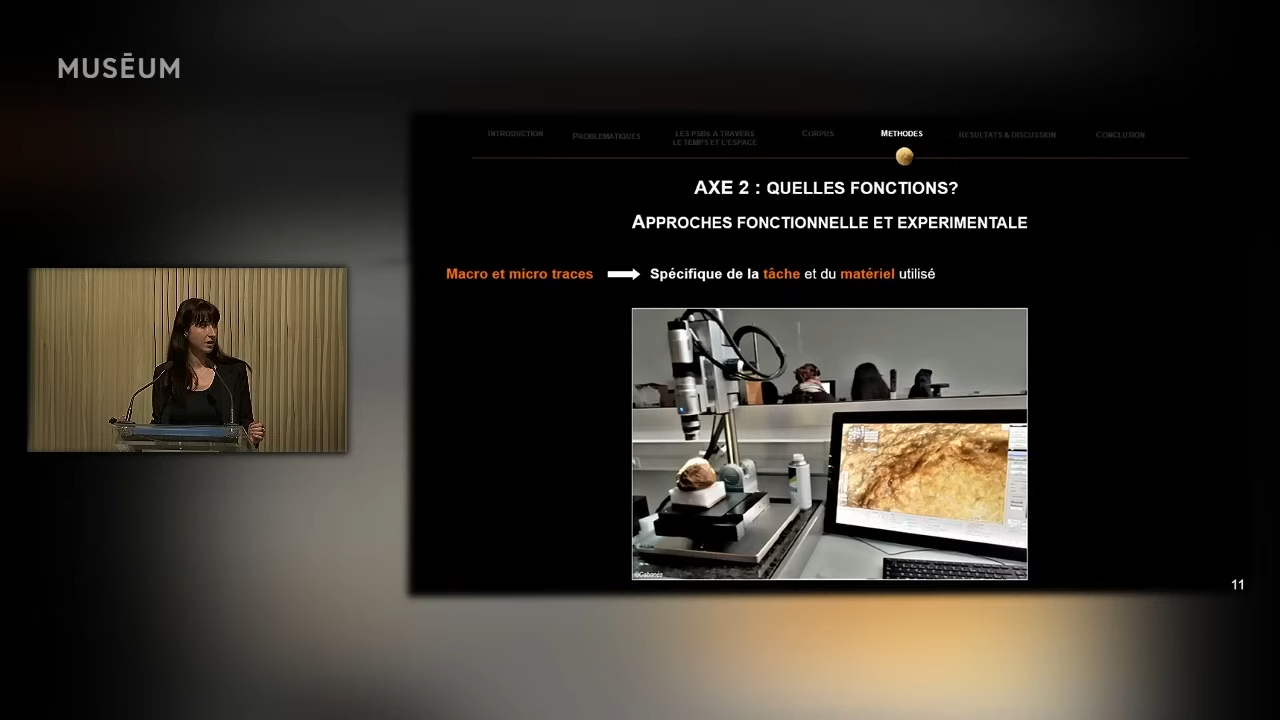 MUSĒUM
INTRODUCTION
PROBLEMATIQUES
LES PSBS A TRAVERS
LE TEMPS ET L'ESPACE
CORPUS
METHODES
RESULTATS & DISCUSSION
CONCLUSION
AXE 2 : QUELLES FONCTIONS?
APPROCHES FONCTIONNELLE ET EXPERIMENTALE
Macro et micro traces
Spécifique de la tâche et du matériel utilisé
©Cabanès
11